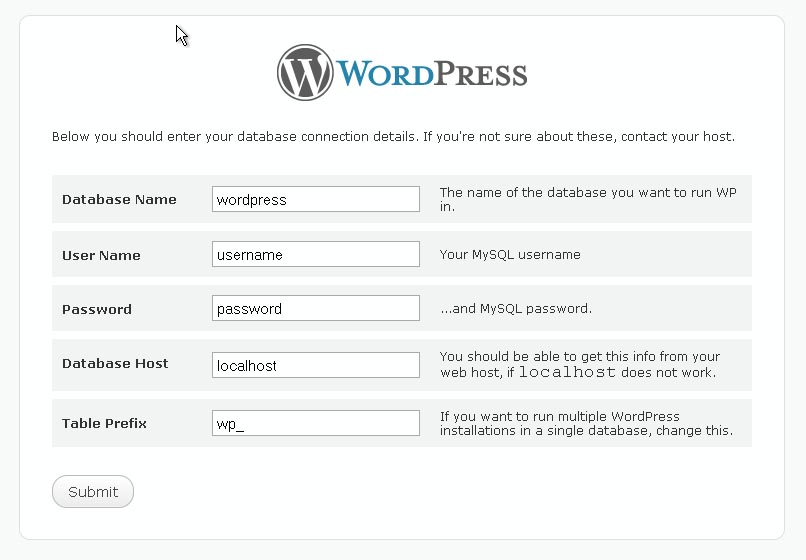 WORDPRESS
Below you should enter your database connection details. If you're not sure about these, contact your host.
Database Name
wordpress
The name of the database you want to run WP
in.
User Name
username
Your MySQL username
Password
password
...and MySQL password.
Database Host
localhost
You should be able to get this info from your
web host, if localhost does not work.
Table Prefix
wp_
If you want to run multiple WordPress
installations in a single database, change this.
Submit